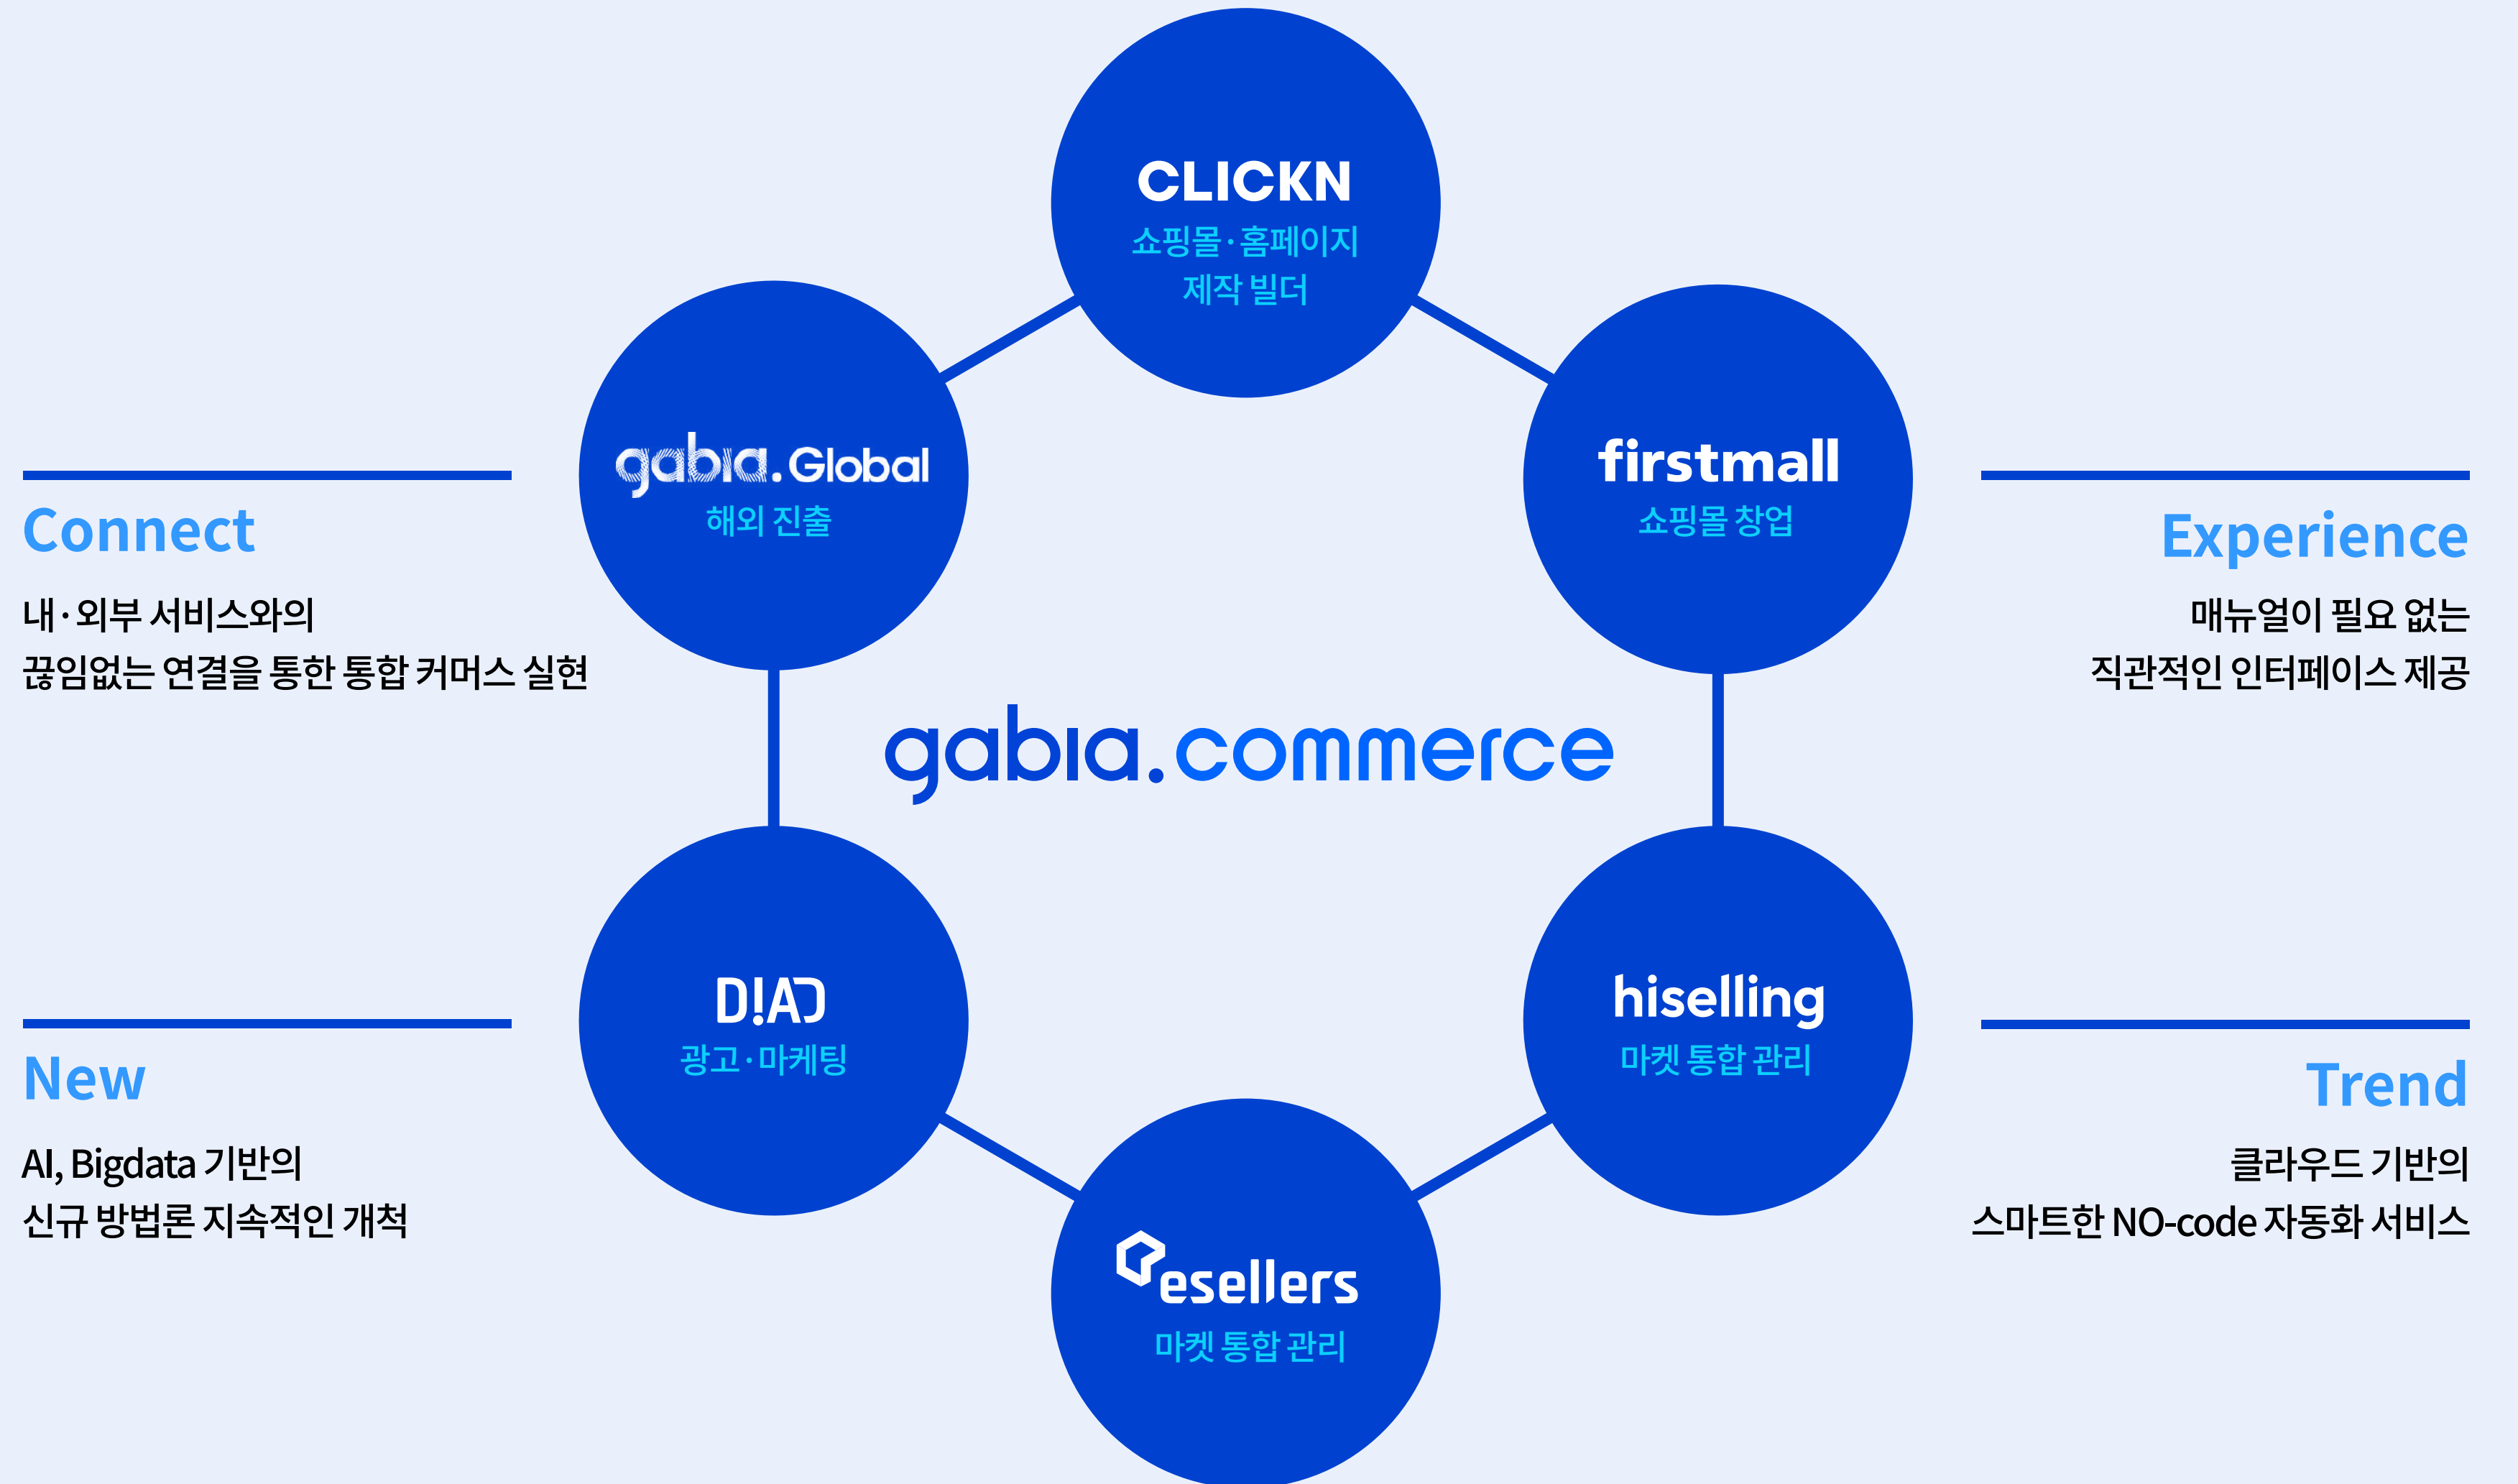 CLICKN
쇼핑몰·홈페이지
제작 빌더
gabia. Global
해외 진출
firstmall
쇼핑몰 창업
Connect
내·외부 서비스와의
끊임없는 연결을 통한 통합 커머스 실현
Experience
매뉴얼이 필요 없는
직관적인 인터페이스 제공
gabia. commerce
D!AD
광고·마케팅
hiselling
마켓 통합 관리
New
AI, Bigdata 기반의
신규 방법론 지속적인 개척
Trend
클라우드 기반의
스마트한 NO-code 자동화 서비스
esellers
마켓 통합 관리